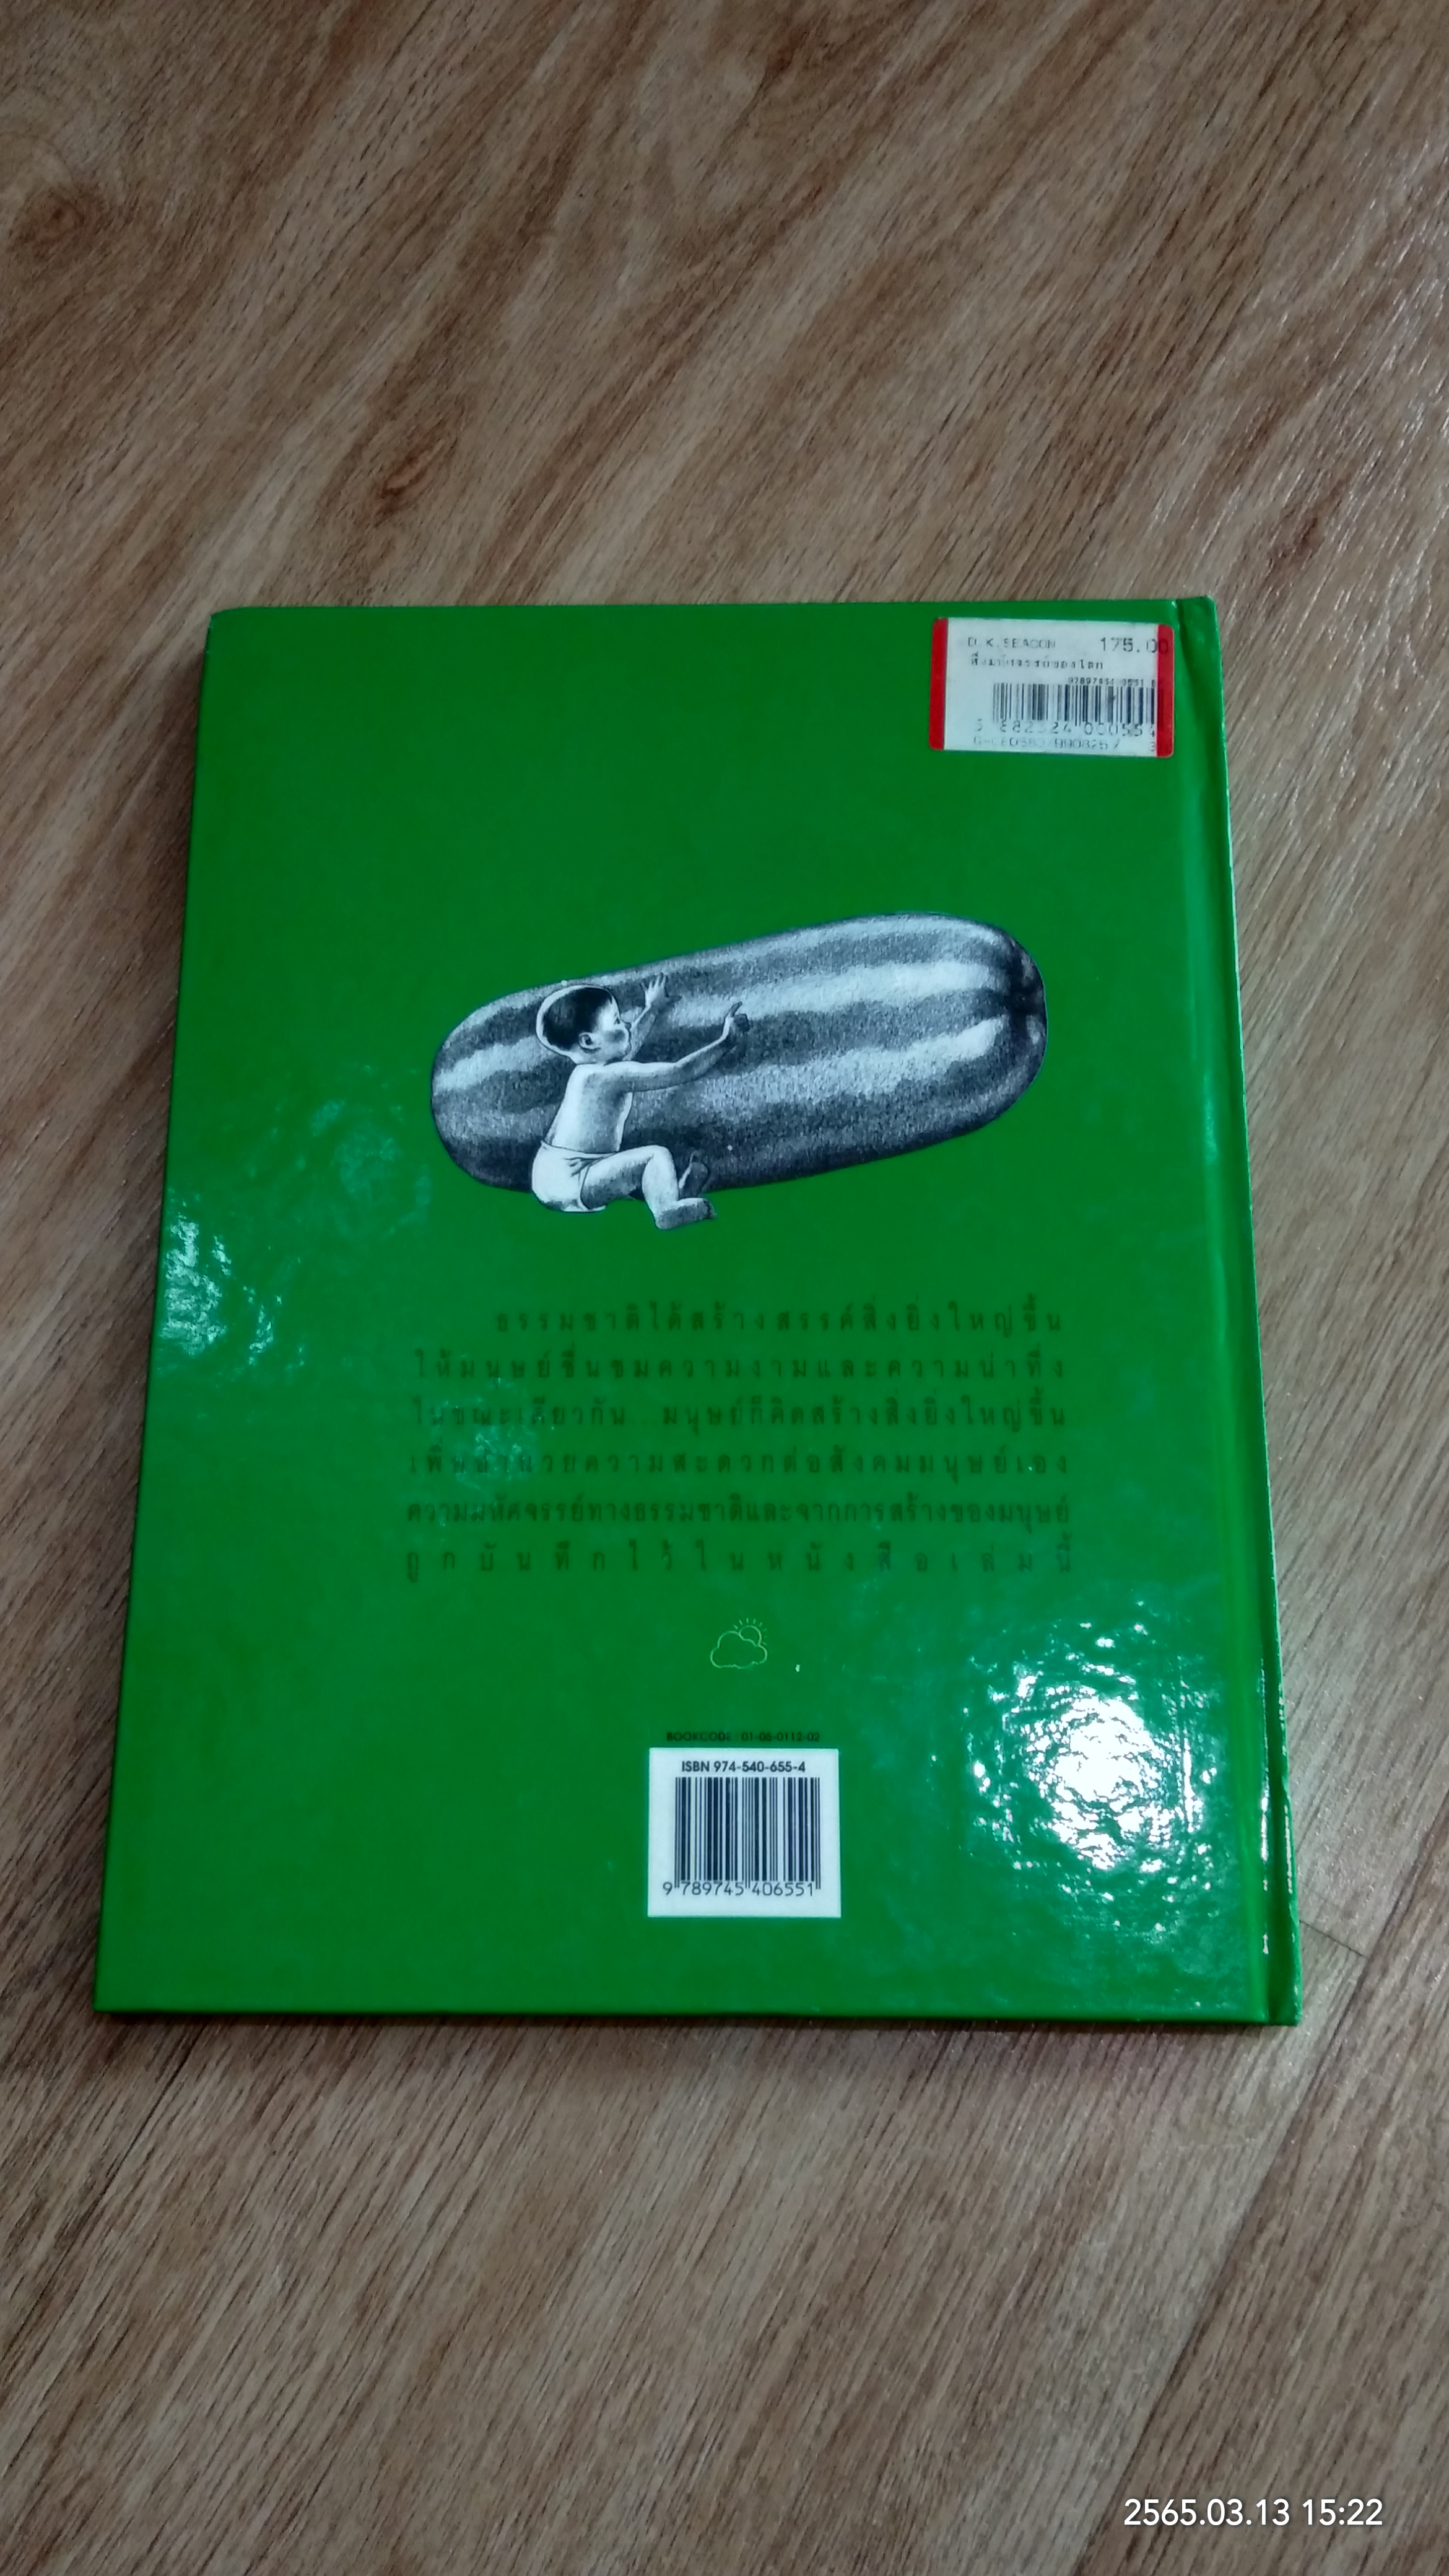 D.K.SEACON 175.00
สิ่งมหัศจรรย์ของโลก
ธรรมชาติได้สร้างสรรค์สิ่งยิ่งใหญ่ขึ้น
ให้มนุษย์ชื่นชมความงามและความน่าทึ่ง
ในขณะเดียวกัน...มนุษย์ก็คิดสร้างสิ่งยิ่งใหญ่ขึ้น
เพื่ออำนวยความสะดวกต่อสังคมมนุษย์เอง
ความมหัศจรรย์ทางธรรมชาติและจากการสร้างของมนุษย์
ถูกบันทึกไว้ในหนังสือเล่มนี้
BOOKCODE : 01-06-0112-02
ISBN 974-540-655-4
9 789745 406551
2565.03.13 15:22